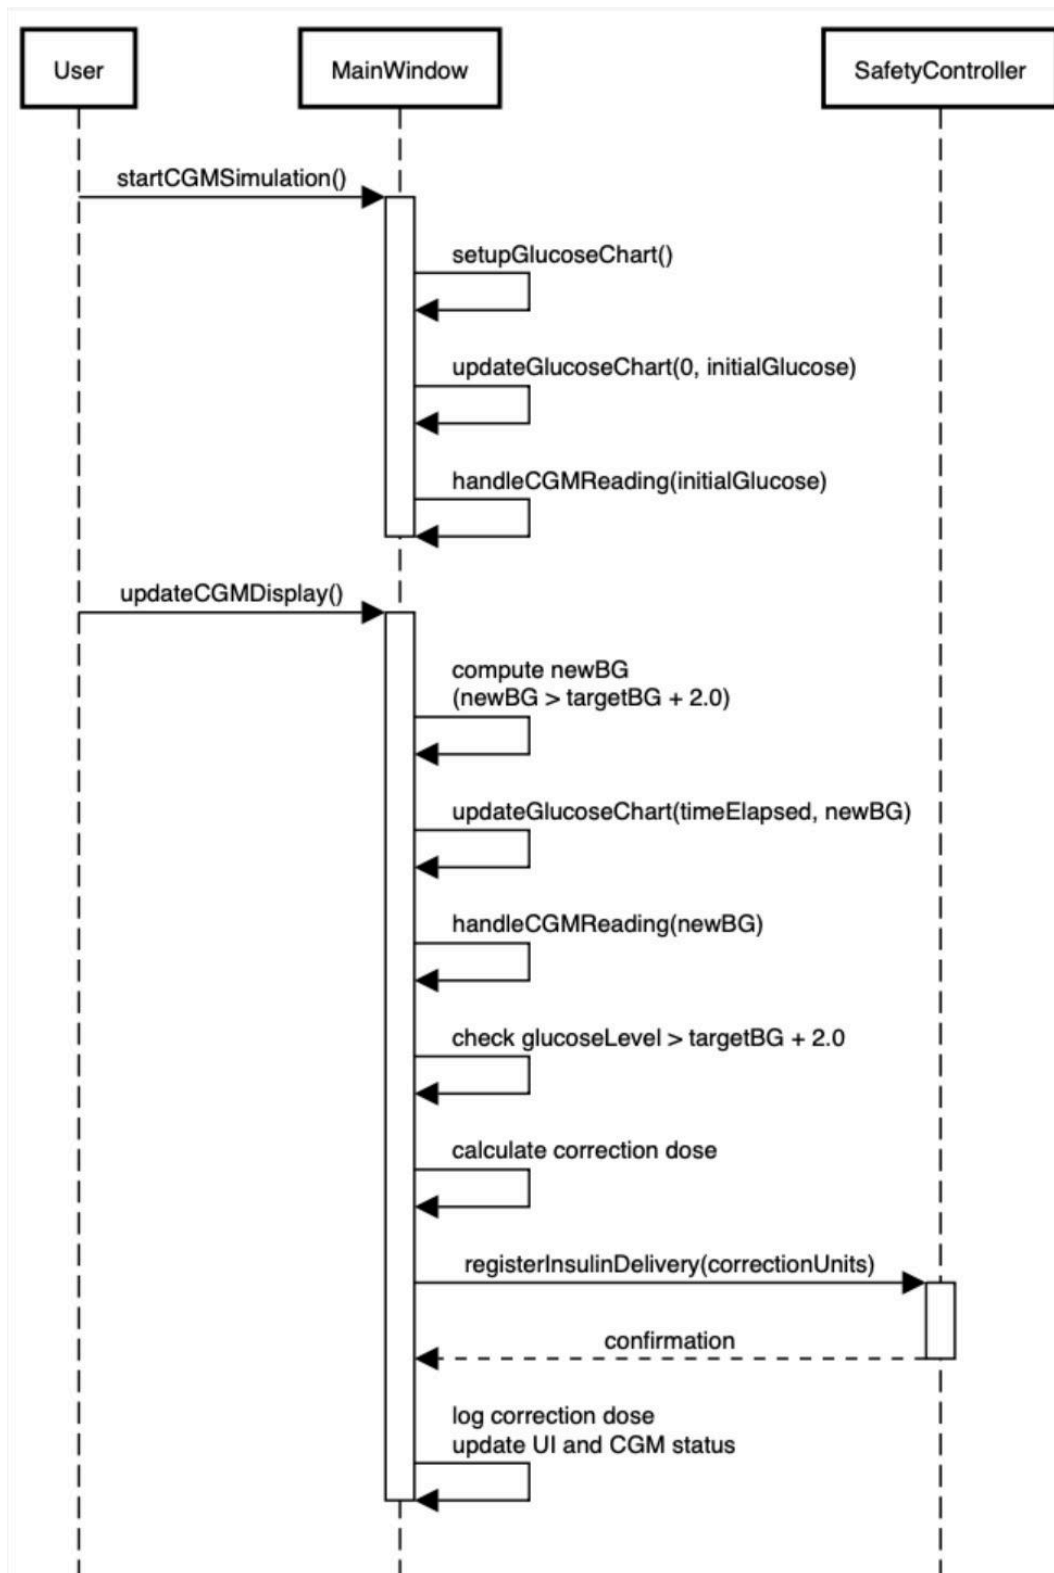 User
MainWindow
SafetyController
startCGMSimulation()
setupGlucoseChart()
updateGlucoseChart(0, initialGlucose)
handleCGMReading(initialGlucose)
updateCGMDisplay()
compute newBG
(newBG > targetBG + 2.0)
updateGlucoseChart(timeElapsed, newBG)
handleCGMReading(newBG)
check glucoseLevel > targetBG + 2.0
calculate correction dose
registerInsulinDelivery(correctionUnits)
confirmation
log correction dose
update UI and CGM status